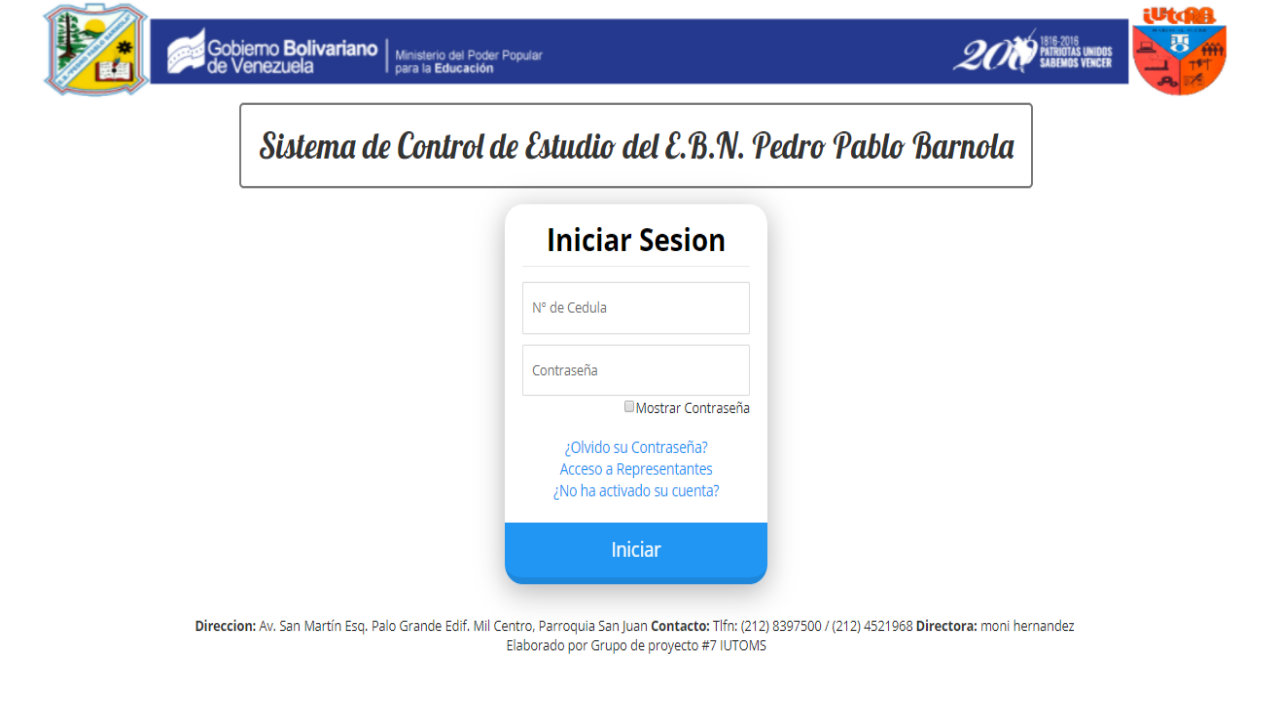 Gobierno Bolivariano
de Venezuela
Ministerio del Poder Popular
para la Educación
200
1816-2016
PATRIOTAS UNIDOS
SABEMOS VENCER
Sistema de Control de Estudio del E.B.N. Pedro Pablo Barnola
Iniciar Sesion
Nº de Cedula
Contraseña
Mostrar Contraseña
¿Olvido su Contraseña?
Acceso a Representantes
¿No ha activado su cuenta?
Iniciar
Direccion: Av. San Martín Esq. Palo Grande Edif. Mil Centro, Parroquia San Juan Contacto: Tlfn: (212) 8397500 / (212) 4521968 Directora: moni hernandez
Elaborado por Grupo de proyecto #7 IUTOMS